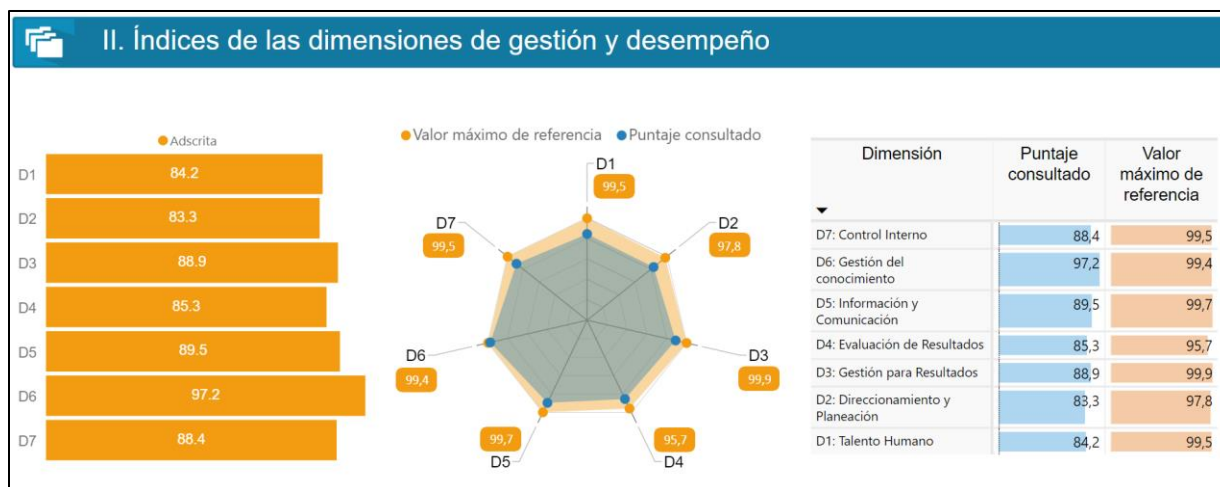 II. Índices de las dimensiones de gestión y desempeño
Adscrita
D1 84.2
D2 83.3
D3 88.9
D4 85.3
D5 89.5
D6 97.2
D7 88.4
Valor máximo de referencia Puntaje consultado
D1
99,5
D2
97,8
D3
99,9
D4
95,7
D5
99,7
D6
99,4
D7
99,5
Dimensión Puntaje consultado Valor máximo de referencia
D7: Control Interno 88,4 99,5
D6: Gestión del 97,2 99,4
conocimiento
D5: Información y 89,5 99,7
Comunicación
D4: Evaluación de Resultados 85,3 95,7
D3: Gestión para Resultados 88,9 99,9
D2: Direccionamiento y 83,3 97,8
Planeación
D1: Talento Humano 84,2 99,5